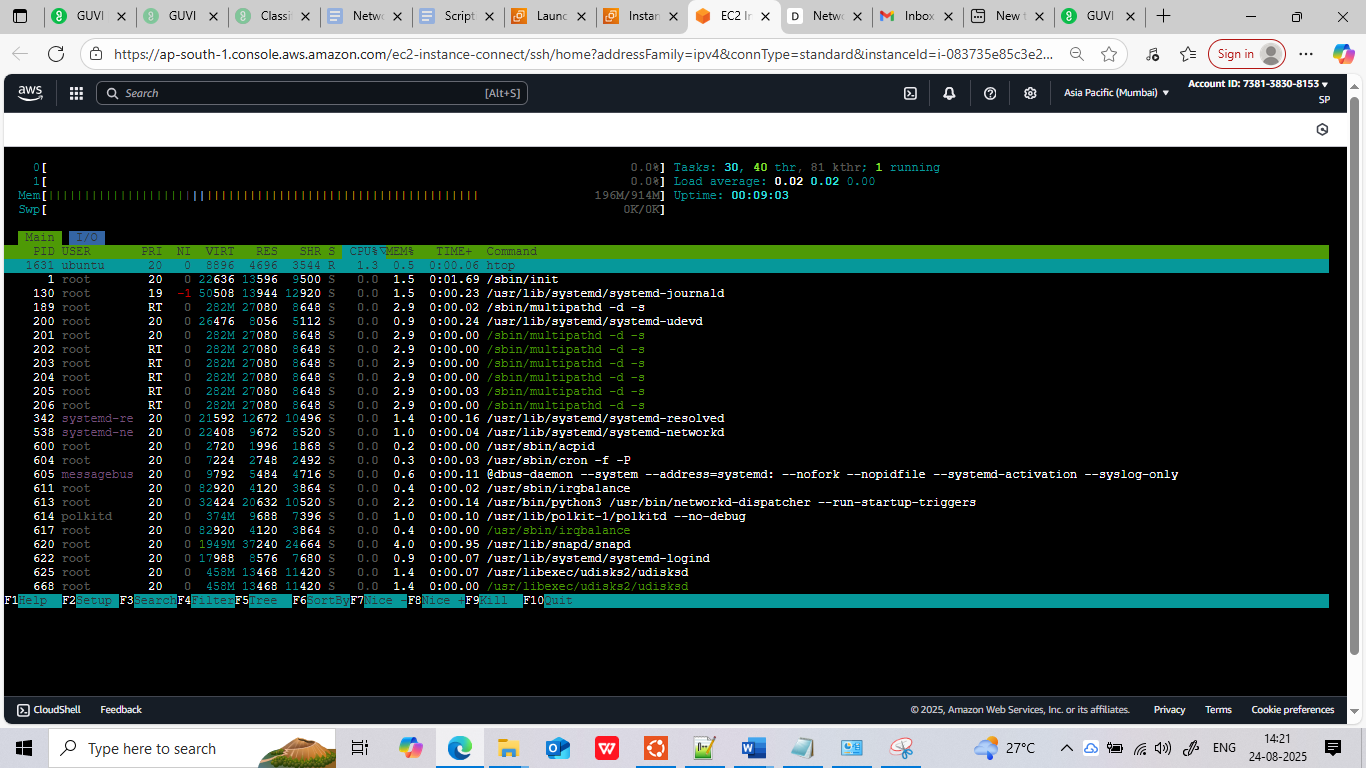 GUVI GUVI Classi Netwo Script Launc Instan EC2 In Netwo Inbox New t GUVI
https://ap-south-1.console.aws.amazon.com/ec2-instance-connect/ssh/home?addressFamily=ipv4&connType=standard&instanceId=i-083735e85c3e2... Sign in
aws Search [Alt+S] Asia Pacific (Mumbai) ▼ Account ID: 7381-3830-8153 ▼
SP
0[ 0.0%] Tasks: 30, 40 thr, 81 kthr; 1 running
1[ 0.0%] Load average: 0.02 0.02 0.00
Mem[ 196M/914M] Uptime: 00:09:03
Swp[ 0K/0K]
Main I/O
PID USER PRI NI VIRT RES SHR S CPU%▽MEM% TIME+ Command
1631 ubuntu 20 0 8896 4696 3544 R 1.3 0.5 0:00.06 htop
1 root 20 0 22636 13596 9500 S 0.0 1.5 0:01.69 /sbin/init
130 root 19 -1 50508 13944 12920 S 0.0 1.5 0:00.23 /usr/lib/systemd/systemd-journald
189 root RT 0 282M 27080 8648 S 0.0 2.9 0:00.02 /sbin/multipathd -d -s
200 root 20 0 26476 8056 5112 S 0.0 0.9 0:00.24 /usr/lib/systemd/systemd-udevd
201 root 20 0 282M 27080 8648 S 0.0 2.9 0:00.00 /sbin/multipathd -d -s
202 root RT 0 282M 27080 8648 S 0.0 2.9 0:00.00 /sbin/multipathd -d -s
203 root RT 0 282M 27080 8648 S 0.0 2.9 0:00.00 /sbin/multipathd -d -s
204 root RT 0 282M 27080 8648 S 0.0 2.9 0:00.00 /sbin/multipathd -d -s
205 root RT 0 282M 27080 8648 S 0.0 2.9 0:00.03 /sbin/multipathd -d -s
206 root RT 0 282M 27080 8648 S 0.0 2.9 0:00.00 /sbin/multipathd -d -s
342 systemd-re 20 0 21592 12672 10496 S 0.0 1.4 0:00.16 /usr/lib/systemd/systemd-resolved
538 systemd-ne 20 0 22408 9672 8520 S 0.0 1.0 0:00.04 /usr/lib/systemd/systemd-networkd
600 root 20 0 2720 1996 1868 S 0.0 0.2 0:00.00 /usr/sbin/acpid
604 root 20 0 7224 2748 2492 S 0.0 0.3 0:00.03 /usr/sbin/cron -f -P
605 messagebus 20 0 9792 5484 4716 S 0.0 0.6 0:00.11 @dbus-daemon --system --address=systemd: --nofork --nopidfile --systemd-activation --syslog-only
611 root 20 0 82920 4120 3864 S 0.0 0.4 0:00.02 /usr/sbin/irqbalance
613 root 20 0 32424 20632 10520 S 0.0 2.2 0:00.14 /usr/bin/python3 /usr/bin/networkd-dispatcher --run-startup-triggers
614 polkitd 20 0 374M 9688 7396 S 0.0 1.0 0:00.10 /usr/lib/polkit-1/polkitd --no-debug
617 root 20 0 82920 4120 3864 S 0.0 0.4 0:00.00 /usr/sbin/irqbalance
620 root 20 0 1949M 37240 24664 S 0.0 4.0 0:00.95 /usr/lib/snapd/snapd
622 root 20 0 17988 8576 7680 S 0.0 0.9 0:00.07 /usr/lib/systemd/systemd-logind
625 root 20 0 458M 13468 11420 S 0.0 1.4 0:00.07 /usr/libexec/udisks2/udisksd
668 root 20 0 458M 13468 11420 S 0.0 1.4 0:00.00 /usr/libexec/udisks2/udisksd
F1Help F2Setup F3SearchF4FilterF5Tree F6SortByF7Nice -F8Nice +F9Kill F10Quit
CloudShell Feedback © 2025, Amazon Web Services, Inc. or its affiliates. Privacy Terms Cookie preferences
Type here to search 27°C ENG 14:21
24-08-2025